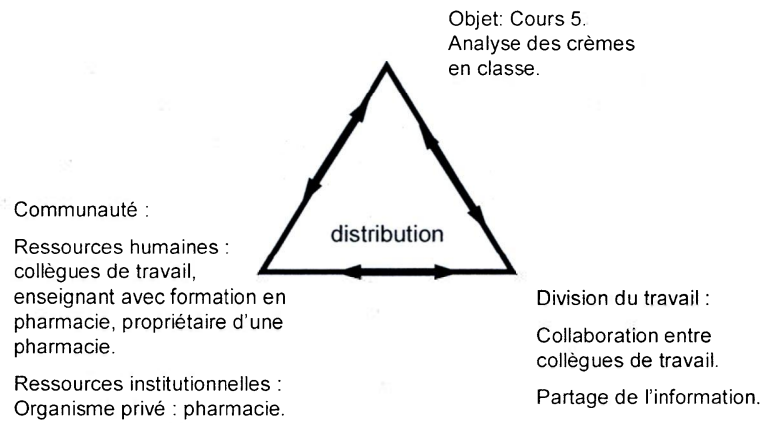 Objet: Cours 5.
Analyse des crèmes
en classe.
distribution
Communauté :
Ressources humaines :
collègues de travail,
enseignant avec formation en
pharmacie, propriétaire d'une
pharmacie.
Ressources institutionnelles :
Organisme privé : pharmacie.
Division du travail :
Collaboration entre
collègues de travail.
Partage de l'information.